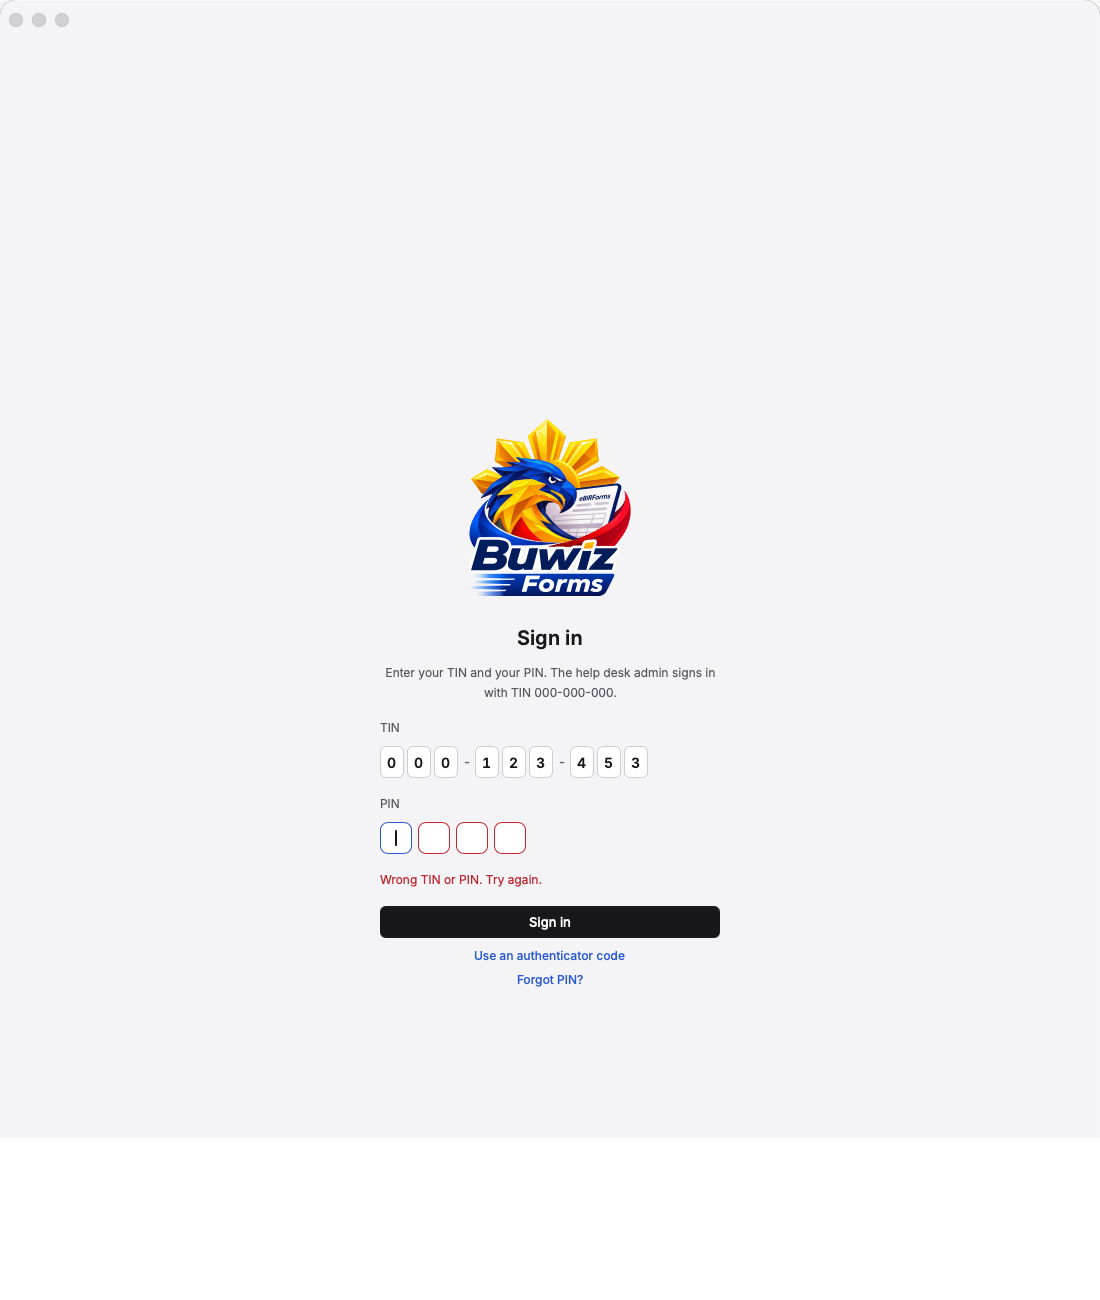 eBIRForms
Buwiz
Forms
Sign in
Enter your TIN and your PIN. The help desk admin signs in
with TIN 000-000-000.
TIN
0 0 0 - 1 2 3 - 4 5 3
PIN
Wrong TIN or PIN. Try again.
Sign in
Use an authenticator code
Forgot PIN?